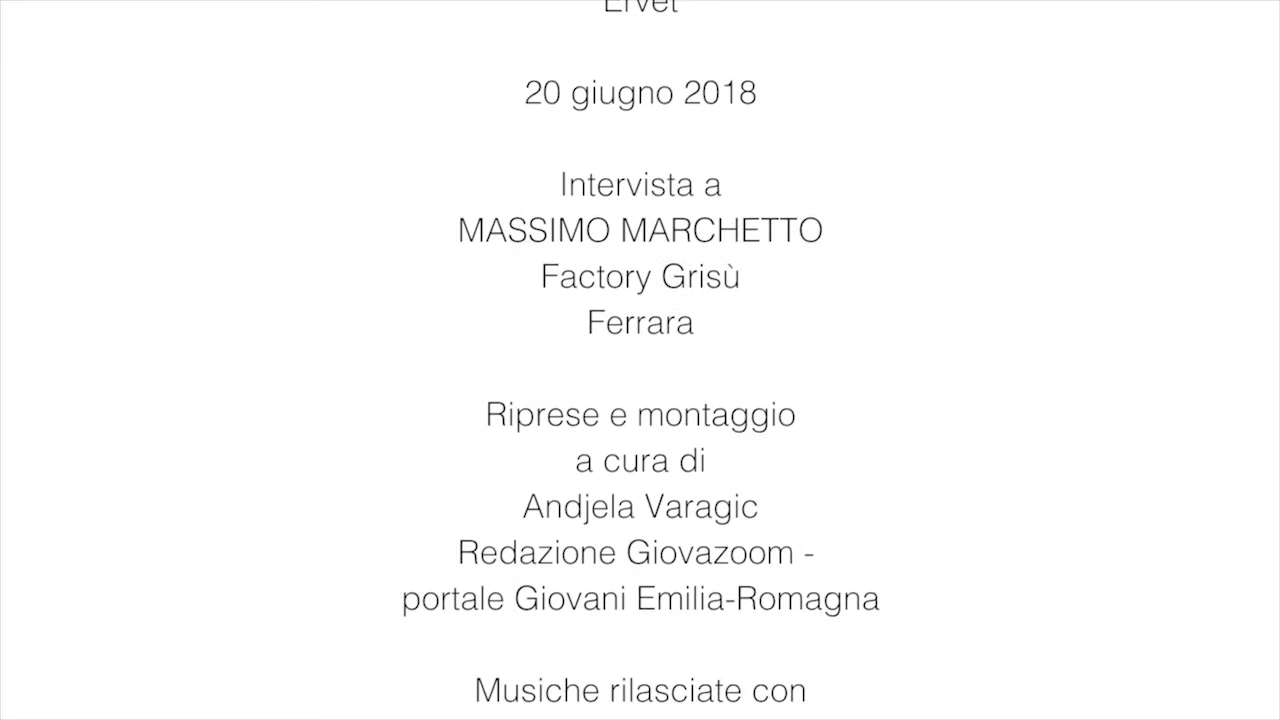 Ervet
20 giugno 2018
Intervista a
MASSIMO MARCHETTO
Factory Grisù
Ferrara
Riprese e montaggio
a cura di
Andjela Varagic
Redazione Giovazoom -
portale Giovani Emilia-Romagna
Musiche rilasciate con